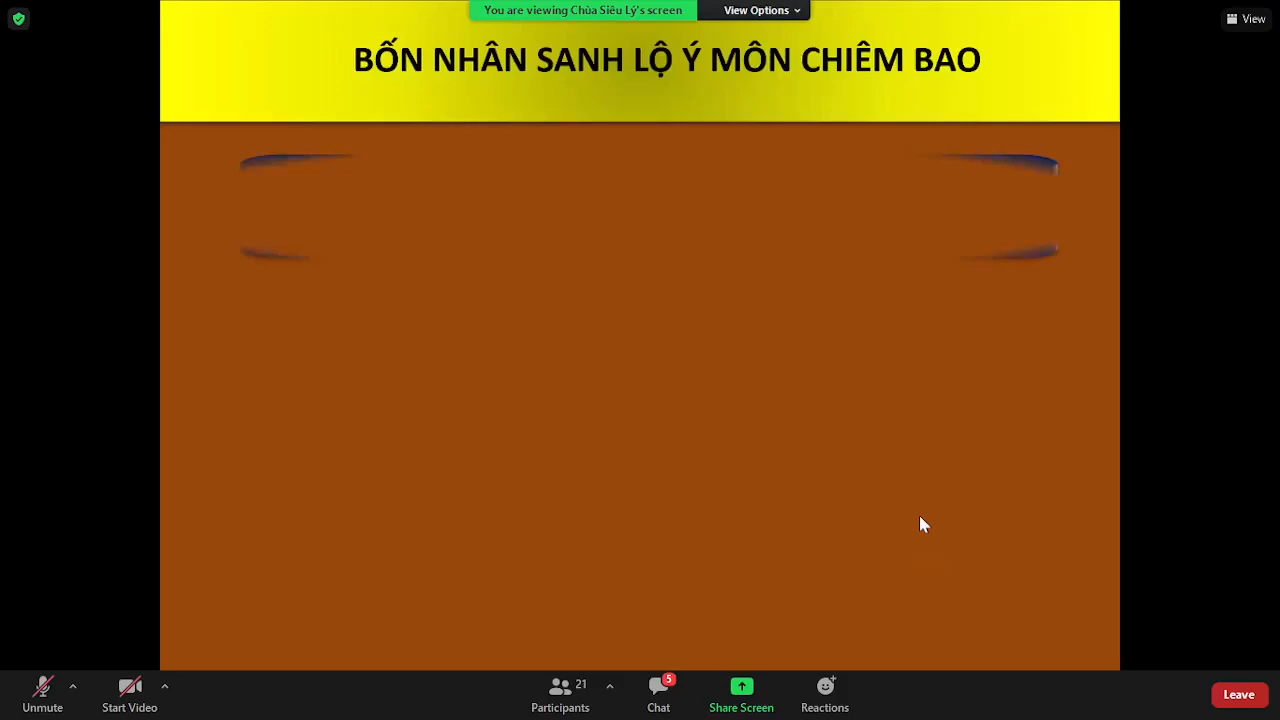 You are viewing Chùa Siêu Lý's screen
View Options
View
BỐN NHÂN SANH LỘ Ý MÔN CHIÊM BAO
Unmute
Start Video
21
Participants
5
Chat
Share Screen
Reactions
Leave